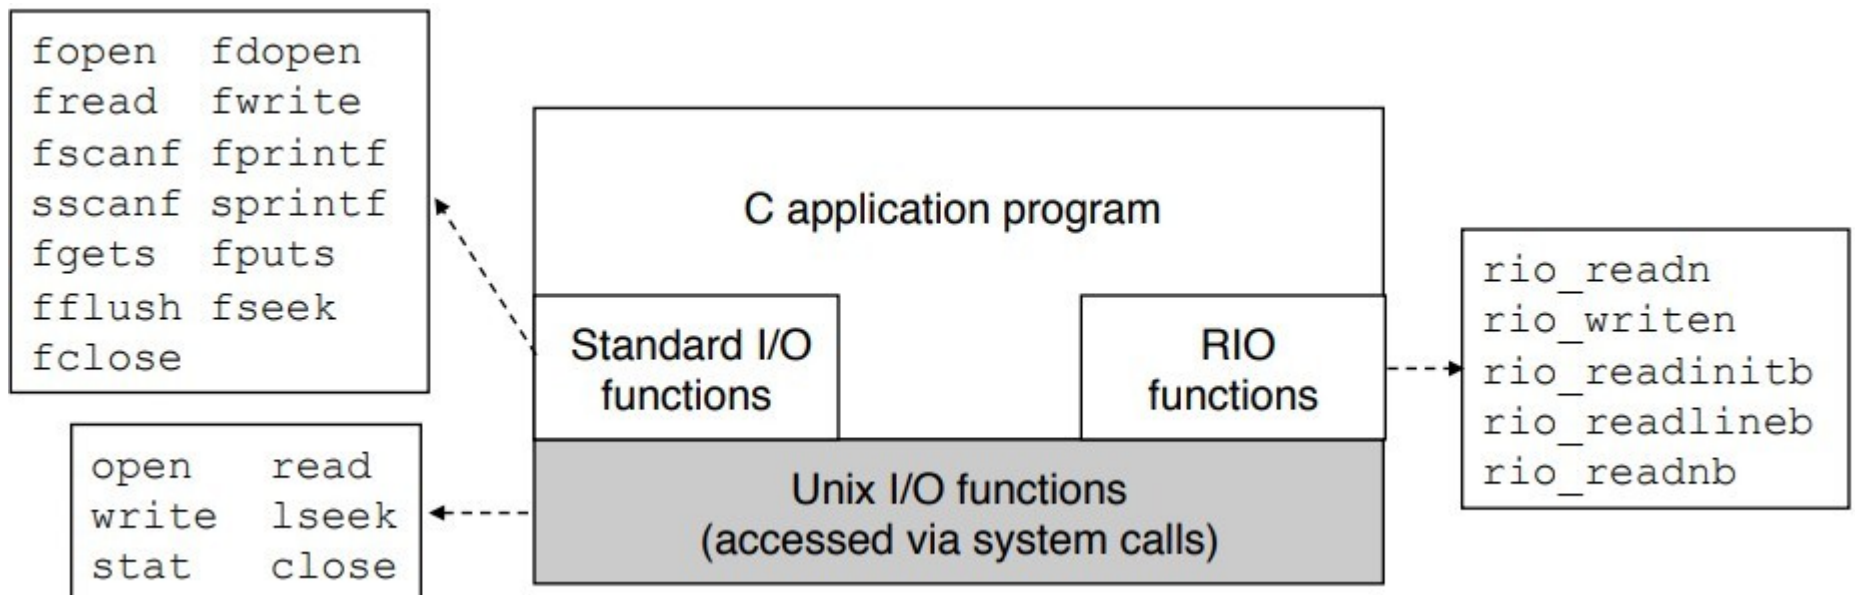 fopen fdopen
fread fwrite
fscanf fprintf
sscanf sprintf
fgets fputs
fflush fseek
fclose
open read
write lseek
stat close
C application program
Standard I/O
functions
RIO
functions
Unix I/O functions
(accessed via system calls)
rio_readn
rio_writen
rio_readinitb
rio_readlineb
rio_readnb